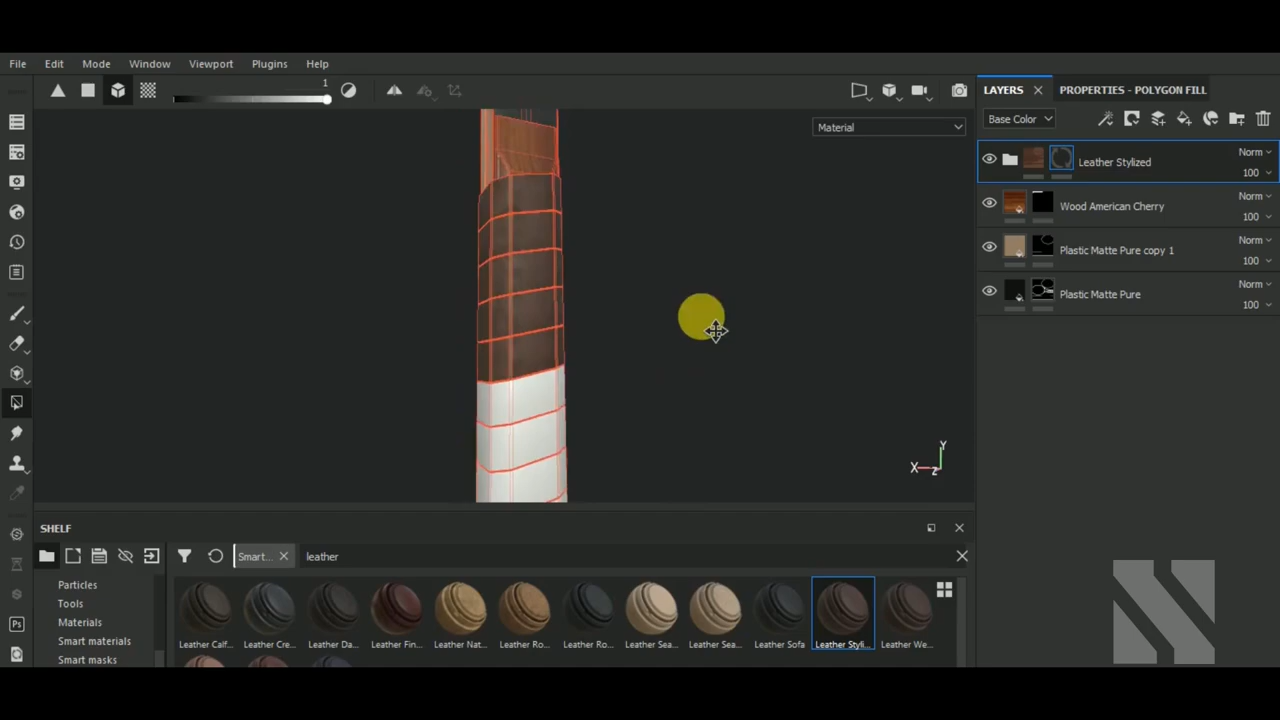 File Edit Mode Window Viewport Plugins Help
1
Material
LAYERS
PROPERTIES - POLYGON FILL
Base Color
Leather Stylized
Norm
100
Wood American Cherry
Norm
100
Plastic Matte Pure copy 1
Norm
100
Plastic Matte Pure
Norm
100
Y
X
Z
SHELF
Smart...
leather
Particles
Tools
Materials
Smart materials
Smart masks
Leather Calf...
Leather Cre...
Leather Da...
Leather Fin...
Leather Nat...
Leather Ro...
Leather Ro...
Leather Sea...
Leather Sea...
Leather Sofa
Leather Styli...
Leather We...
Ps